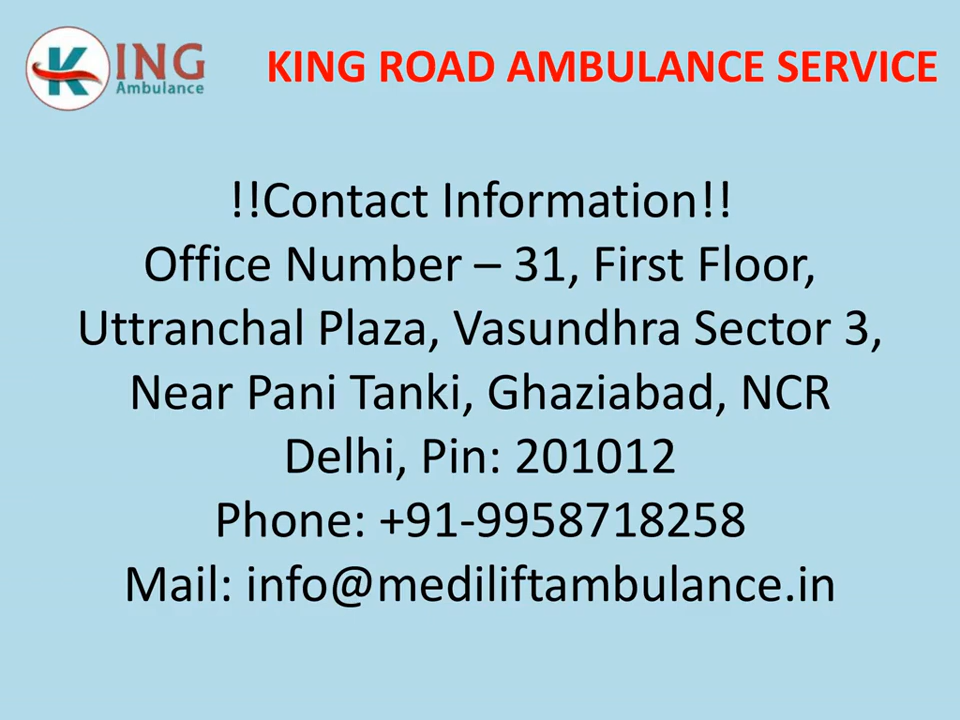 KING
Ambulance
KING ROAD AMBULANCE SERVICE
!!Contact Information!!
Office Number – 31, First Floor,
Uttranchal Plaza, Vasundhra Sector 3,
Near Pani Tanki, Ghaziabad, NCR
Delhi, Pin: 201012
Phone: +91-9958718258
Mail: info@mediliftambulance.in